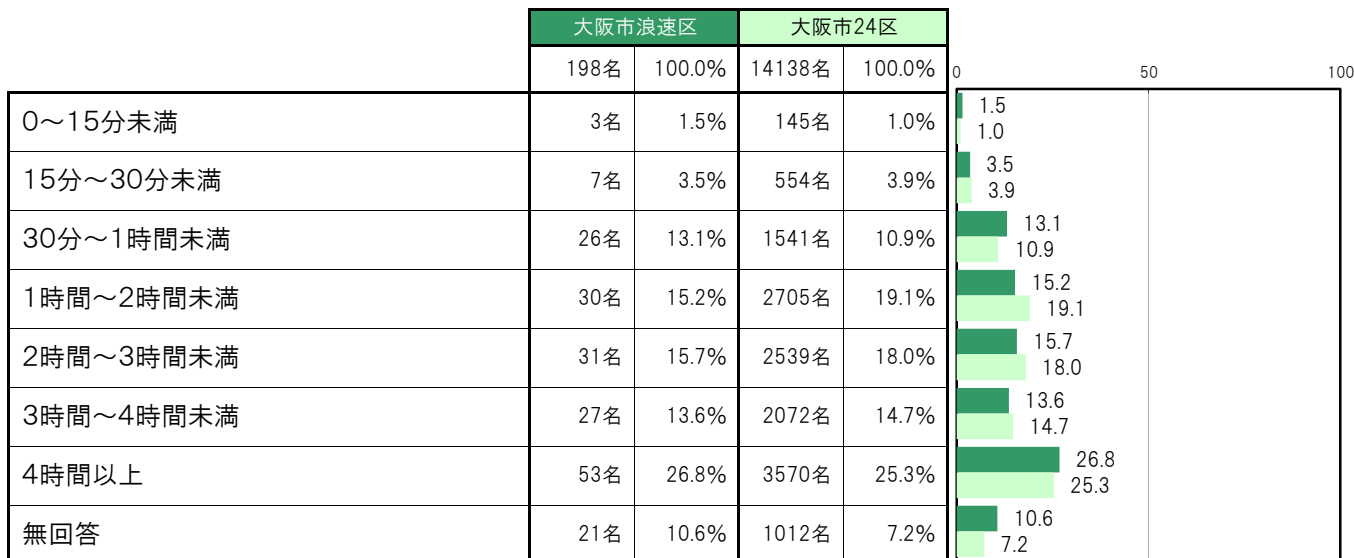 大阪市浪速区 大阪市24区
198名 100.0% 14138名 100.0% 0 50 100
0～15分未満 3名 1.5% 145名 1.0% 1.5
1.0
15分～30分未満 7名 3.5% 554名 3.9% 3.5
3.9
30分～1時間未満 26名 13.1% 1541名 10.9% 13.1
10.9
1時間～2時間未満 30名 15.2% 2705名 19.1% 15.2
19.1
2時間～3時間未満 31名 15.7% 2539名 18.0% 15.7
18.0
3時間～4時間未満 27名 13.6% 2072名 14.7% 13.6
14.7
4時間以上 53名 26.8% 3570名 25.3% 26.8
25.3
無回答 21名 10.6% 1012名 7.2% 10.6
7.2